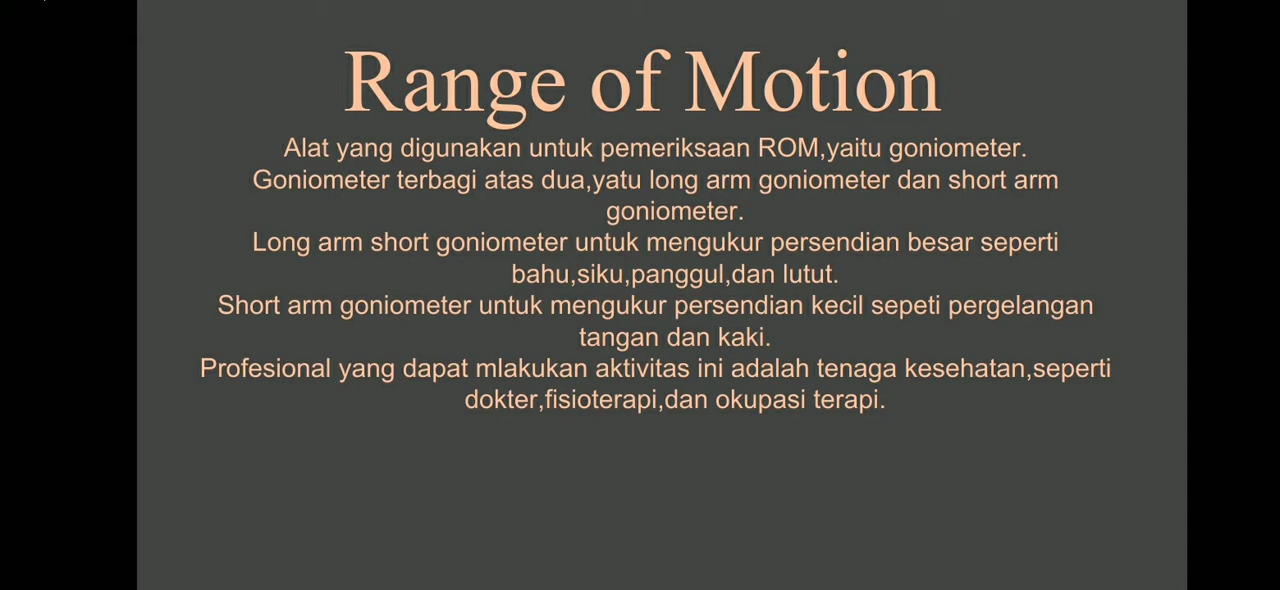 Range of Motion
Alat yang digunakan untuk pemeriksaan ROM,yaitu goniometer.
Goniometer terbagi atas dua,yatu long arm goniometer dan short arm
goniometer.
Long arm short goniometer untuk mengukur persendian besar seperti
bahu,siku,panggul,dan lutut.
Short arm goniometer untuk mengukur persendian kecil sepeti pergelangan
tangan dan kaki.
Profesional yang dapat mlakukan aktivitas ini adalah tenaga kesehatan,seperti
dokter,fisioterapi,dan okupasi terapi.